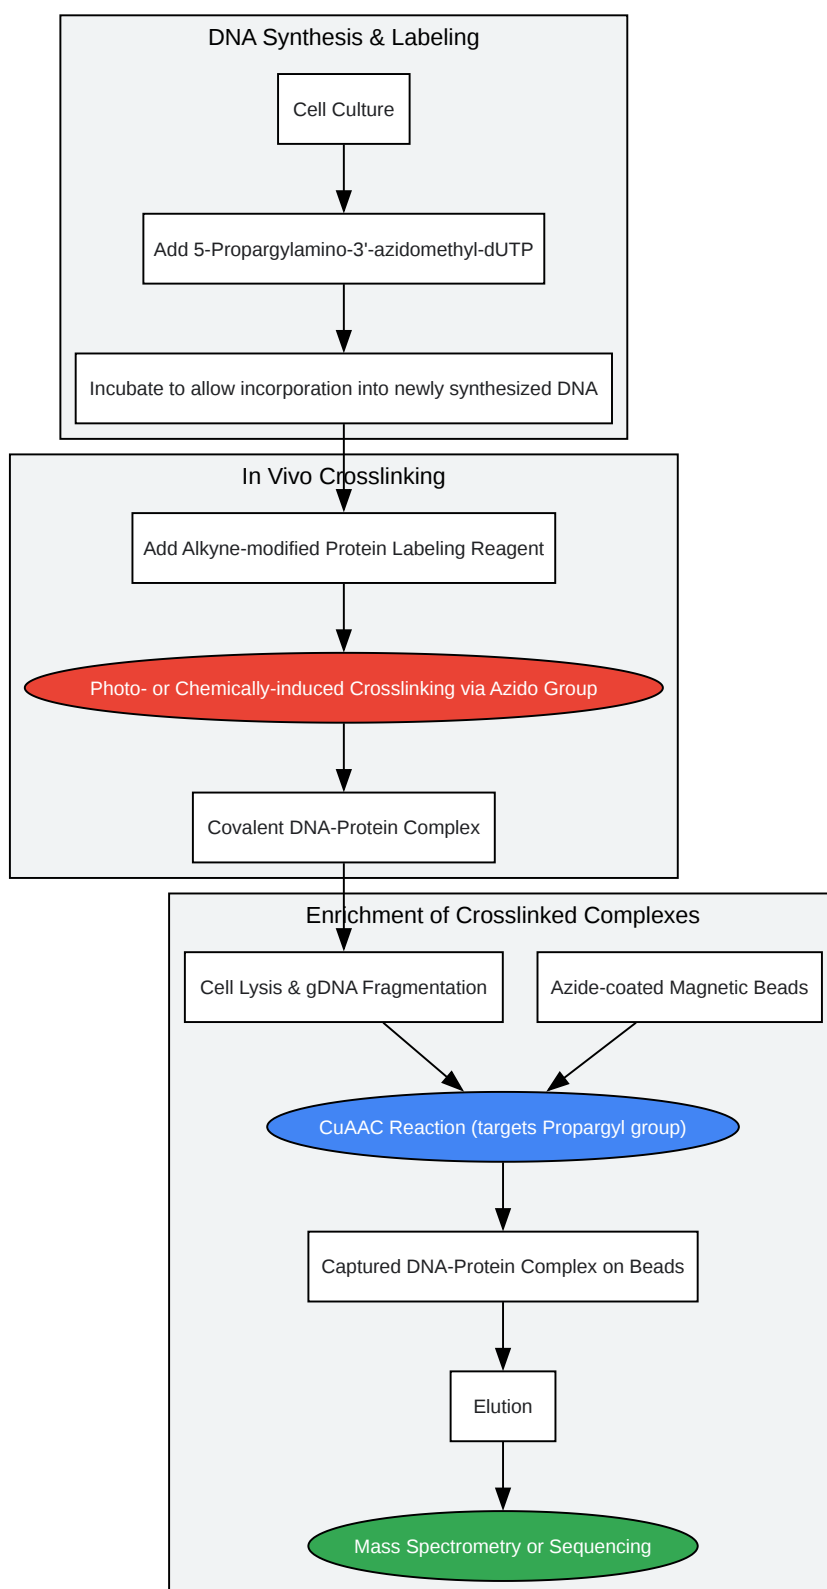 DNA Synthesis & Labeling
Cell Culture
Add 5-Propargylamino-3'-azidomethyl-dUTP
Incubate to allow incorporation into newly synthesized DNA
In Vivo Crosslinking
Add Alkyne-modified Protein Labeling Reagent
Photo- or Chemically-induced Crosslinking via Azido Group
Covalent DNA-Protein Complex
Enrichment of Crosslinked Complexes
Cell Lysis & gDNA Fragmentation
Azide-coated Magnetic Beads
CuAAC Reaction (targets Propargyl group)
Captured DNA-Protein Complex on Beads
Elution
Mass Spectrometry or Sequencing